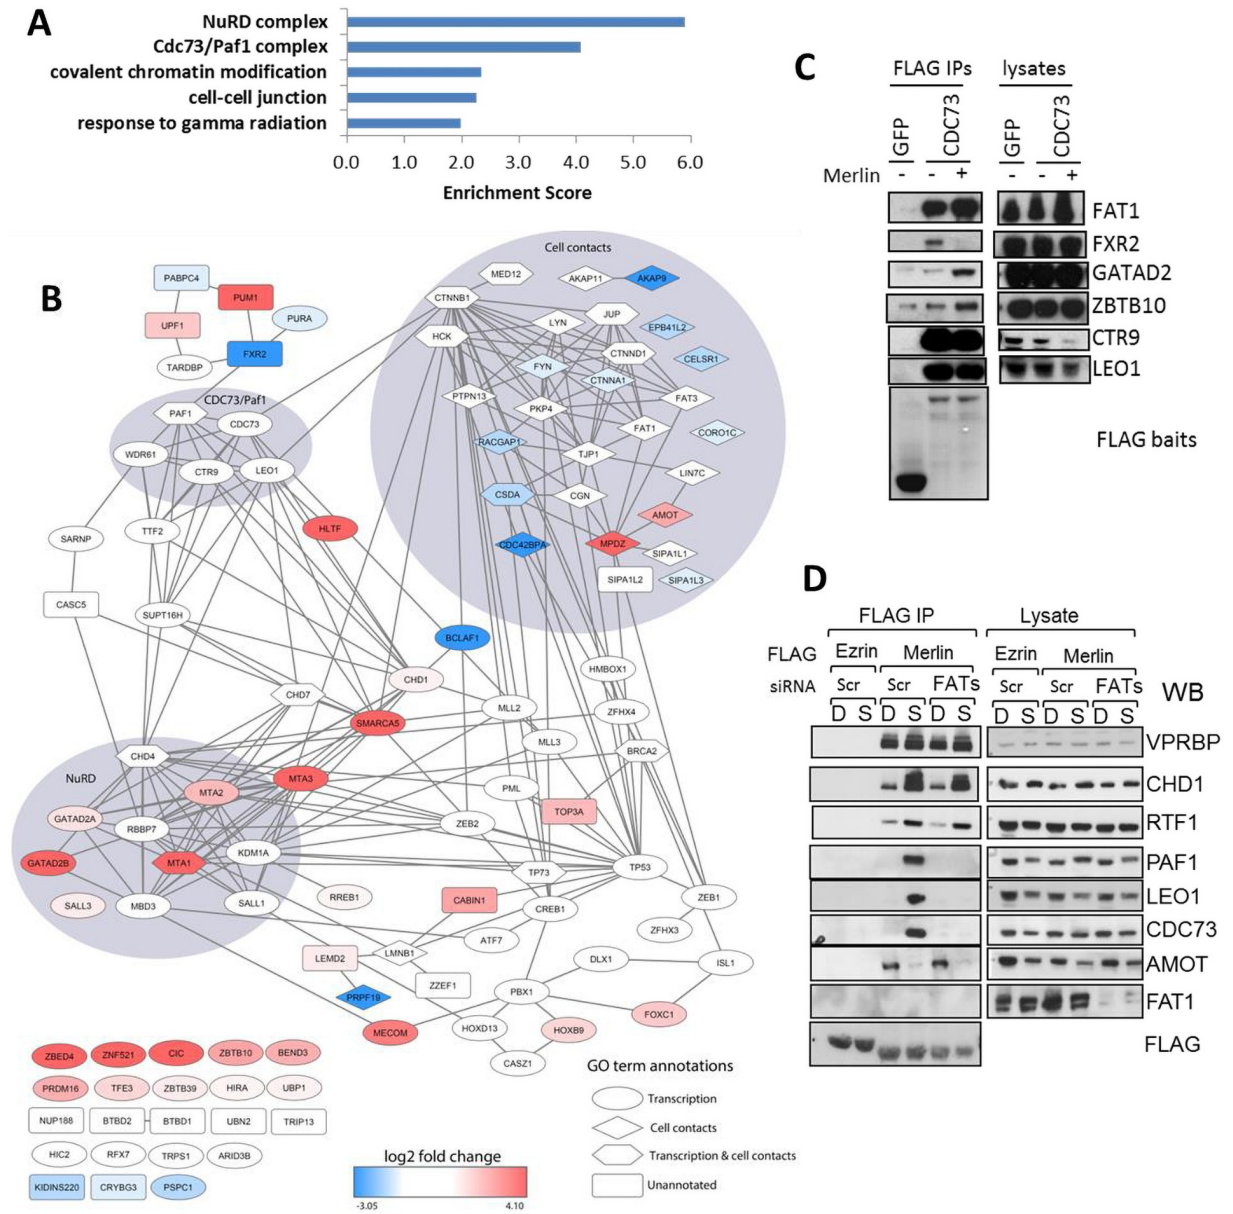 A
NuRD complex
Cdc73/Paf1 complex
covalent chromatin modification
cell-cell junction
response to gamma radiation
0.0 1.0 2.0 3.0 4.0 5.0 6.0
Enrichment Score
B
Cell contacts
PABPC4
PUM1
UPF1
PURA
FXR2
TARDBP
MED12
AKAP11
AKAP9
CTNNB1
HCK
LYN
JUP
EPB41L2
CTNND1
CELSR1
FYN
CTNNA1
PTPN13
PKP4
FAT3
FAT1
CORO1C
RACGAP1
TJP1
LIN7C
CSDA
CGN
AMOT
CDC42BPA
MPDZ
SIPA1L1
SIPA1L2
SIPA1L3
CDC73/Paf1
PAF1
CDC73
WDR61
CTR9
LEO1
SARNP
TTF2
HLTF
CASC5
SUPT16H
BCLAF1
CHD1
HMBOX1
CHD7
SMARCA5
MLL2
ZFHX4
MLL3
BRCA2
NuRD
CHD4
MTA3
MTA2
PML
TOP3A
GATAD2A
RBBP7
ZEB2
GATAD2B
MTA1
KDM1A
TP73
TP53
SALL3
MBD3
SALL1
RREB1
CABIN1
CREB1
ZEB1
ATF7
ZFHX3
LEMD2
LMNB1
DLX1
ISL1
ZZEF1
PRPF19
PBX1
MECOM
HOXD13
HOXB9
FOXC1
CASZ1
ZBED4 ZNF521 CIC ZBTB10 BEND3
PRDM16 TFE3 ZBTB39 HIRA UBP1
NUP188 BTBD2 BTBD1 UBN2 TRIP13
HIC2 RFX7 TRPS1 ARID3B
KIDINS220 CRYBG3 PSPC1
log2 fold change
-3.05 4.10
GO term annotations
Transcription
Cell contacts
Transcription & cell contacts
Unannotated
C
FLAG IPs lysates
GFP CDC73 GFP CDC73
Merlin - - + - - +
FAT1
FXR2
GATAD2
ZBTB10
CTR9
LEO1
FLAG baits
D
FLAG IP Lysate
FLAG Ezrin Merlin Ezrin Merlin
siRNA Scr Scr FATs Scr Scr FATs WB
D S D S D S D S D S D S
VPRBP
CHD1
RTF1
PAF1
LEO1
CDC73
AMOT
FAT1
FLAG